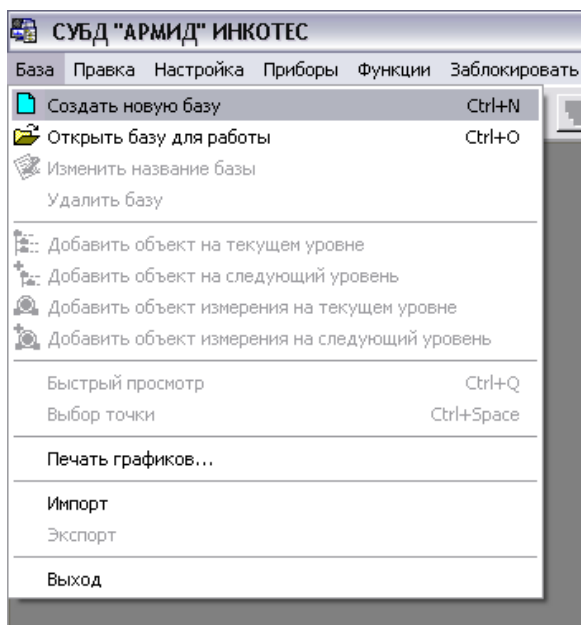 СУБД "АРМИД" ИНКОТЕС
База Правка Настройка Приборы Функции Заблокировать
Создать новую базу Ctrl+N
Открыть базу для работы Ctrl+O
Изменить название базы
Удалить базу
Добавить объект на текущем уровне
Добавить объект на следующий уровень
Добавить объект измерения на текущем уровне
Добавить объект измерения на следующий уровень
Быстрый просмотр Ctrl+Q
Выбор точки Ctrl+Space
Печать графиков...
Импорт
Экспорт
Выход